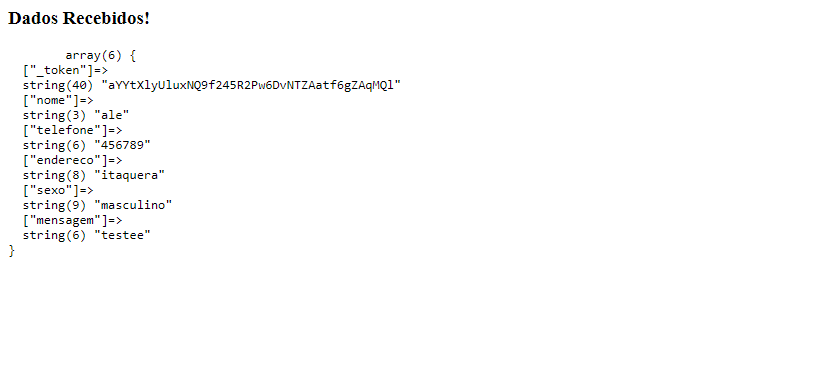 Dados Recebidos!
array(6) {
["_token"]=>
string(40) "aYYtXlyUluxNQ9f245R2Pw6DvNTZAatf6gZAqMQl"
["nome"]=>
string(3) "ale"
["telefone"]=>
string(6) "456789"
["endereco"]=>
string(8) "itaquera"
["sexo"]=>
string(9) "masculino"
["mensagem"]=>
string(6) "testee"
}